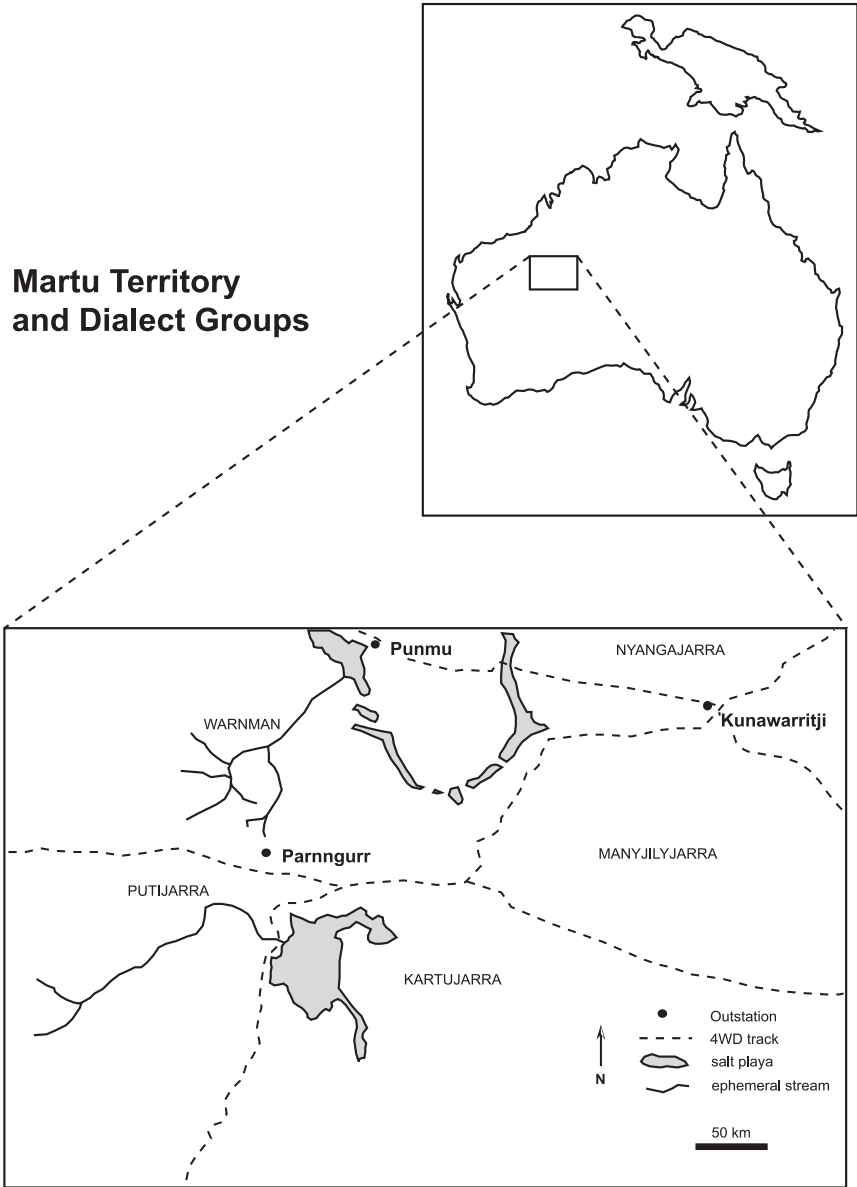 Martu Territory
and Dialect Groups
Punmu
NYANGAJARRA
Kunawarritji
WARNMAN
Parnngurr
MANYJILYJARRA
PUTIJARRA
KARTUJARRA
Outstation
4WD track
salt playa
ephemeral stream
N
50 km